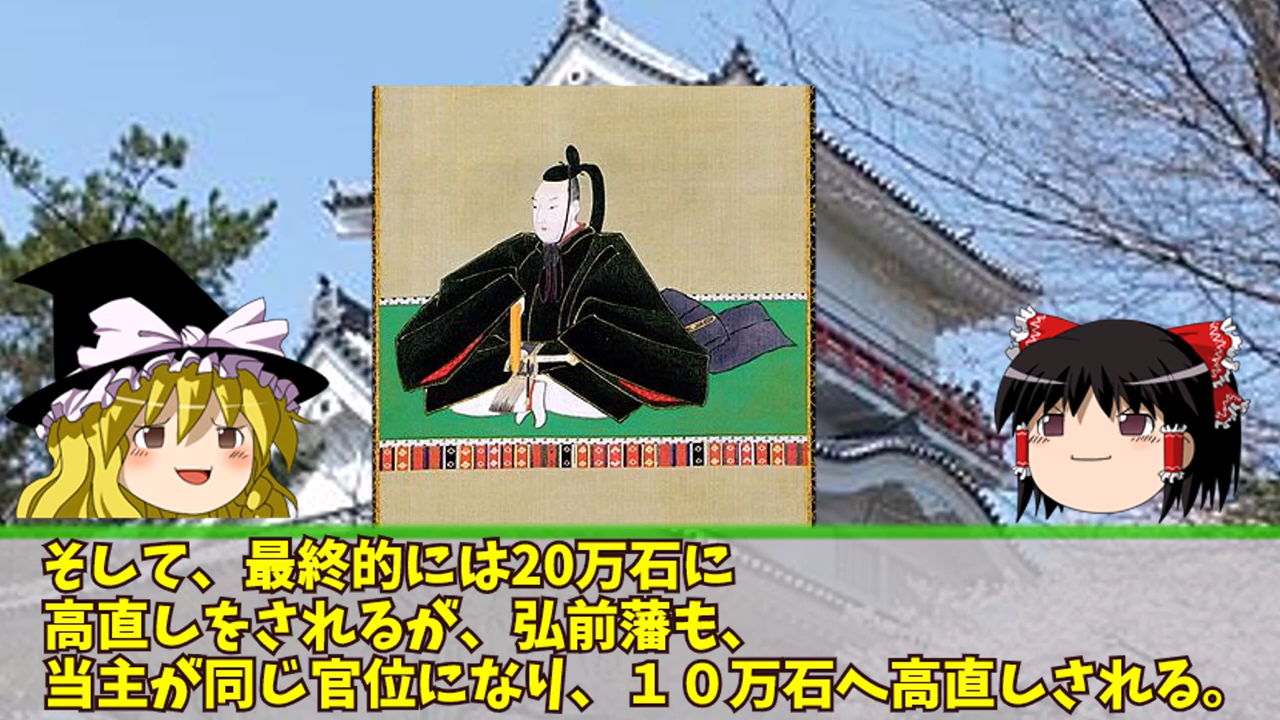 そして、最終的には20万石に
高直しをされるが、弘前藩も、
当主が同じ官位になり、１０万石へ高直しされる。